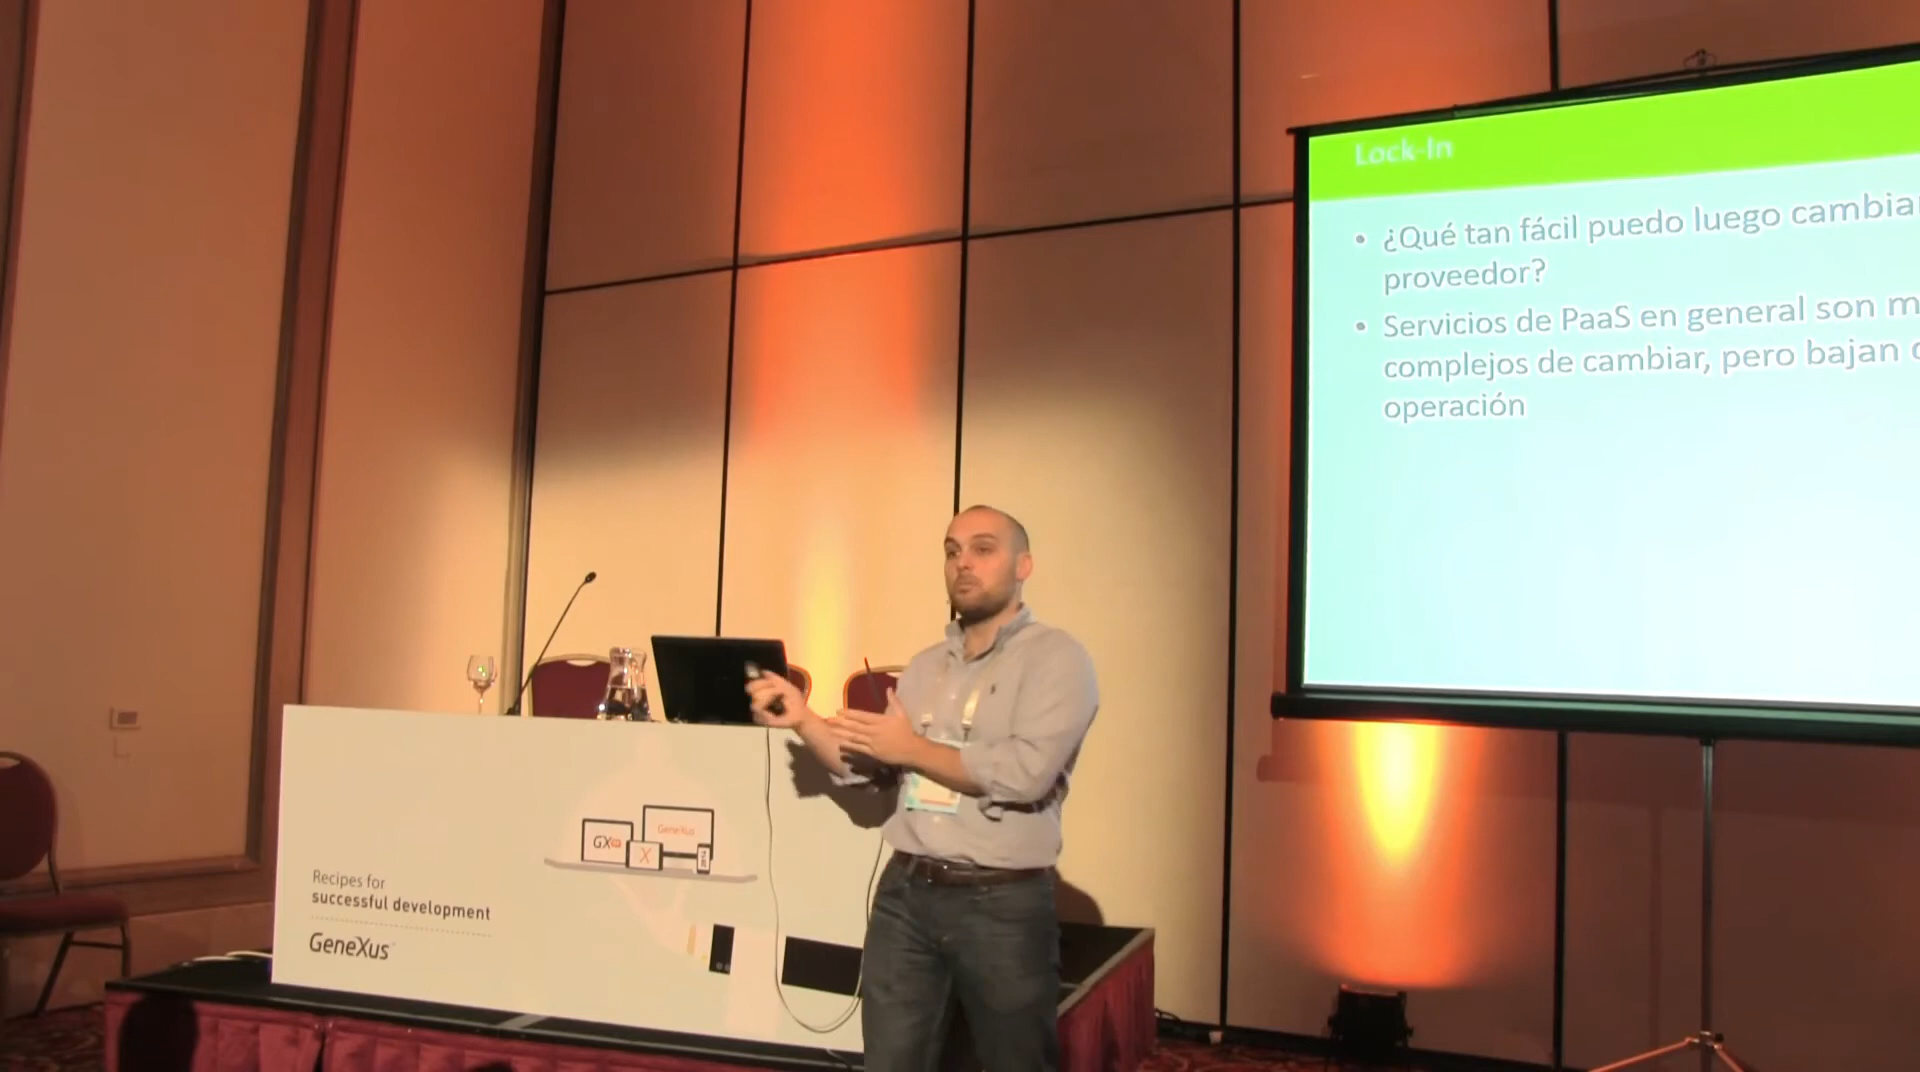 Lock-In
• ¿Qué tan fácil puedo luego cambiar
proveedor?
• Servicios de PaaS en general son
complejos de cambiar, pero bajan
operación
GX
GeneXus
X
Recipes for
successful development
GeneXus